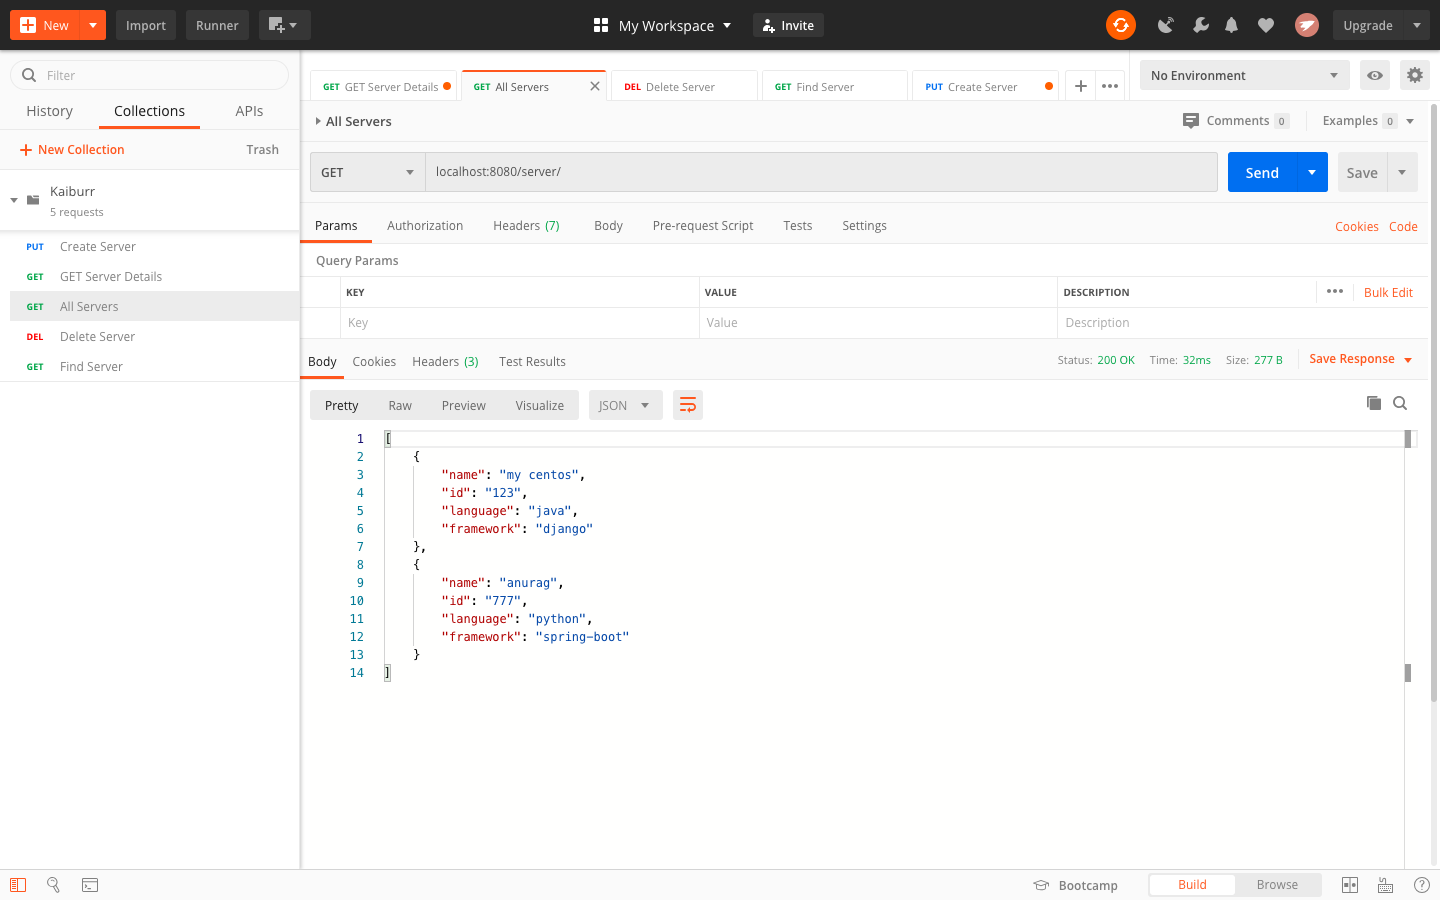 New
Import
Runner
My Workspace
Invite
Upgrade
Filter
History
Collections
APIs
New Collection
Trash
Kaiburr
5 requests
PUT Create Server
GET GET Server Details
GET All Servers
DEL Delete Server
GET Find Server
GET GET Server Details
GET All Servers
DEL Delete Server
GET Find Server
PUT Create Server
No Environment
All Servers
Comments 0
Examples 0
GET
localhost:8080/server/
Send
Save
Params
Authorization
Headers (7)
Body
Pre-request Script
Tests
Settings
Cookies
Code
Query Params
KEY
VALUE
DESCRIPTION
Bulk Edit
Key
Value
Description
Body
Cookies
Headers (3)
Test Results
Status: 200 OK
Time: 32ms
Size: 277 B
Save Response
Pretty
Raw
Preview
Visualize
JSON
1 [
2 {
3 "name": "my centos",
4 "id": "123",
5 "language": "java",
6 "framework": "django"
7 },
8 {
9 "name": "anurag",
10 "id": "777",
11 "language": "python",
12 "framework": "spring-boot"
13 }
14 ]
Bootcamp
Build
Browse